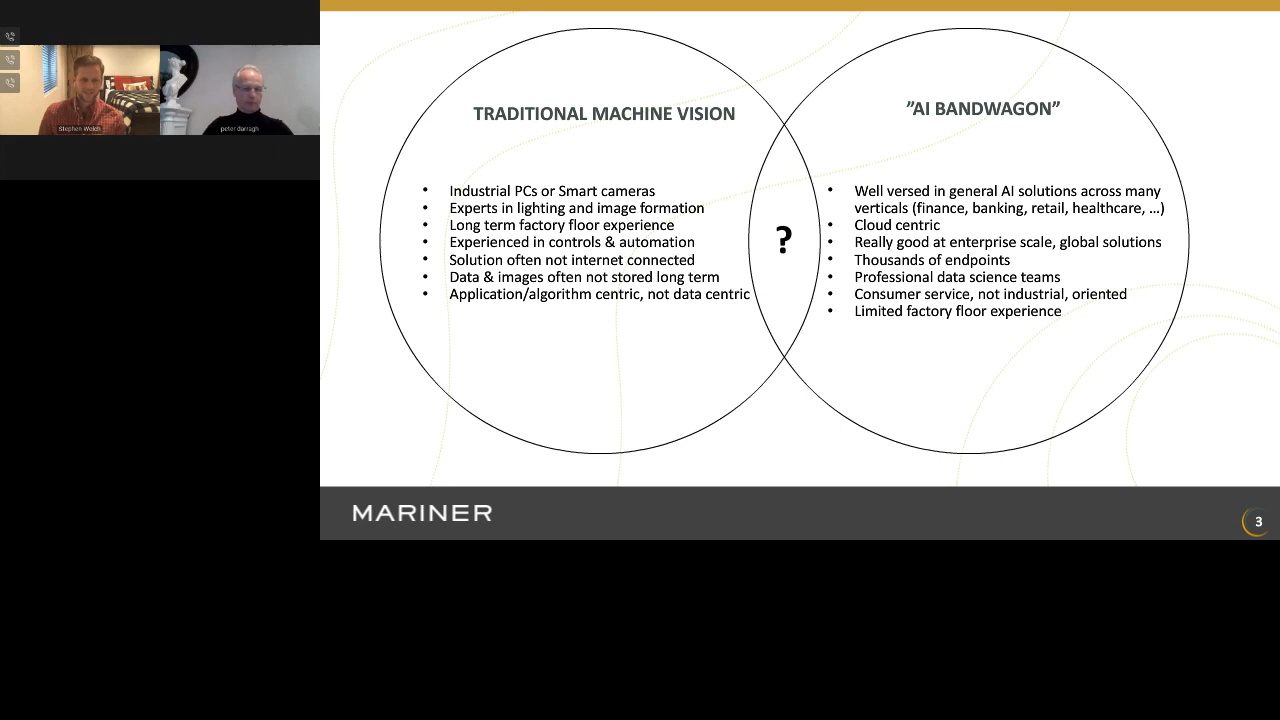 Stephen Welch
peter darragh
TRADITIONAL MACHINE VISION
• Industrial PCs or Smart cameras
• Experts in lighting and image formation
• Long term factory floor experience
• Experienced in controls & automation
• Solution often not internet connected
• Data & images often not stored long term
• Application/algorithm centric, not data centric
?
”AI BANDWAGON”
• Well versed in general AI solutions across many
verticals (finance, banking, retail, healthcare, …)
• Cloud centric
• Really good at enterprise scale, global solutions
• Thousands of endpoints
• Professional data science teams
• Consumer service, not industrial, oriented
• Limited factory floor experience
MARINER
3